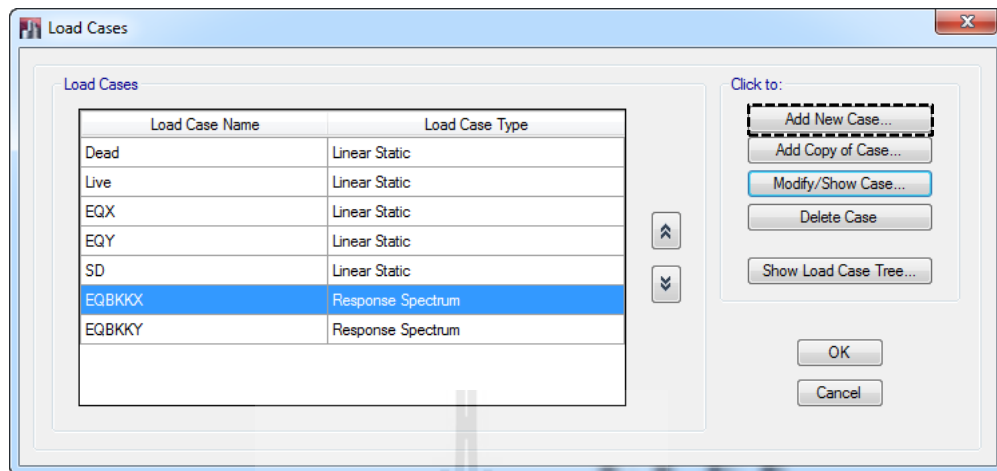 Load Cases
Load Cases
Load Case Name Load Case Type
Dead Linear Static
Live Linear Static
EQX Linear Static
EQY Linear Static
SD Linear Static
EQBKKX Response Spectrum
EQBKKY Response Spectrum
Click to:
Add New Case...
Add Copy of Case...
Modify/Show Case...
Delete Case
Show Load Case Tree...
OK
Cancel